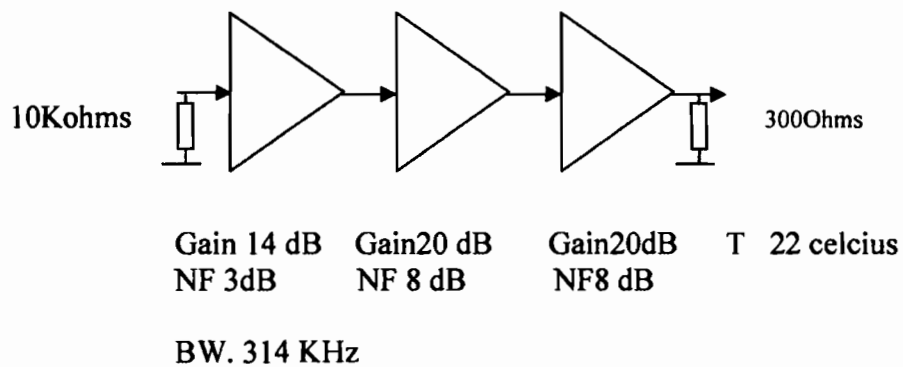 10Kohms
300Ohms
Gain 14 dB Gain20 dB Gain20dB T 22 celcius
NF 3dB NF 8 dB NF8 dB
BW. 314 KHz